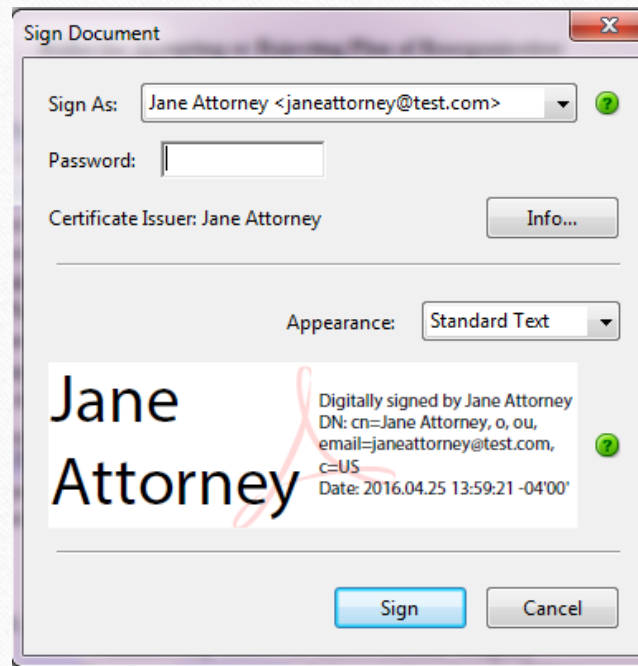 Sign Document
Sign As: Jane Attorney <janeattorney@test.com>
Password:
Certificate Issuer: Jane Attorney Info...
Appearance: Standard Text
Jane
Attorney
Digitally signed by Jane Attorney
DN: cn=Jane Attorney, o, ou,
email=janeattorney@test.com,
c=US
Date: 2016.04.25 13:59:21 -04'00'
Sign Cancel